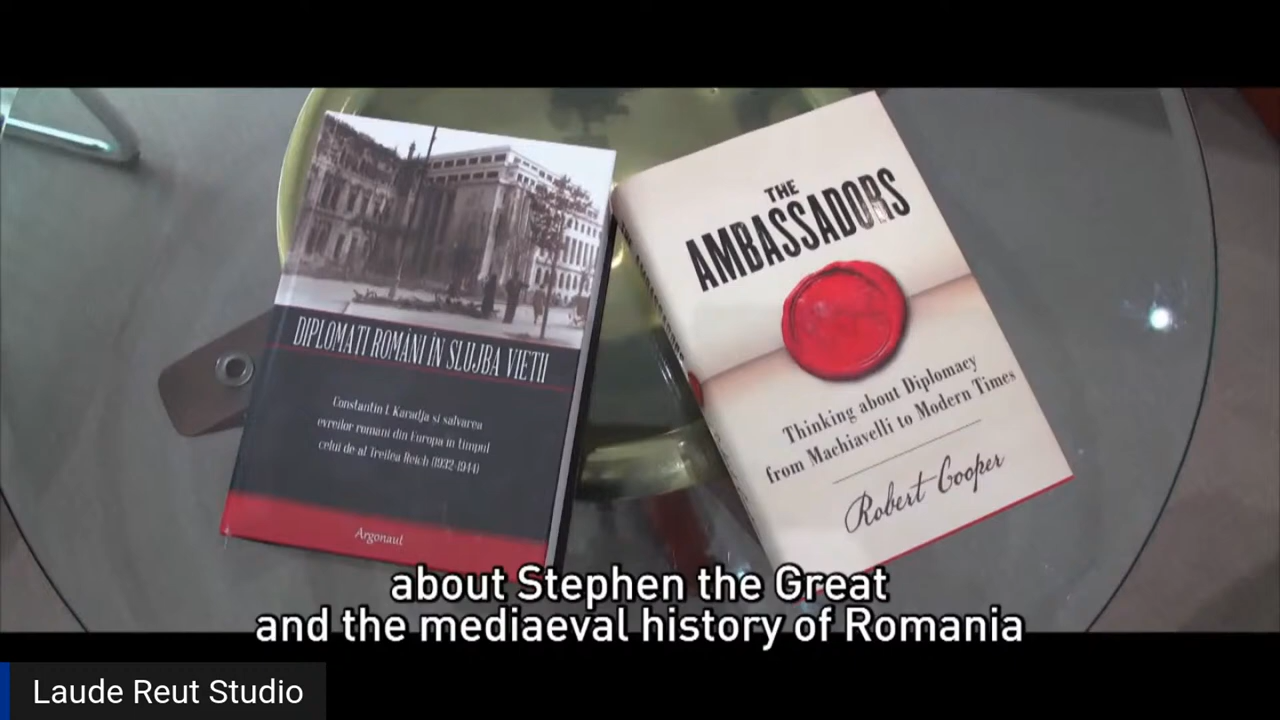 DIPLOMAȚI ROMÂNI ÎN SLUJBA VIEȚII
Constantin I. Karadja și salvarea
evreilor români din Europa în timpul
celui de-al Treilea Reich (1932-1944)
Argonaut
THE
AMBASSADORS
Thinking about Diplomacy
from Machiavelli to Modern Times
Robert Cooper
about Stephen the Great
and the mediaeval history of Romania
Laude Reut Studio